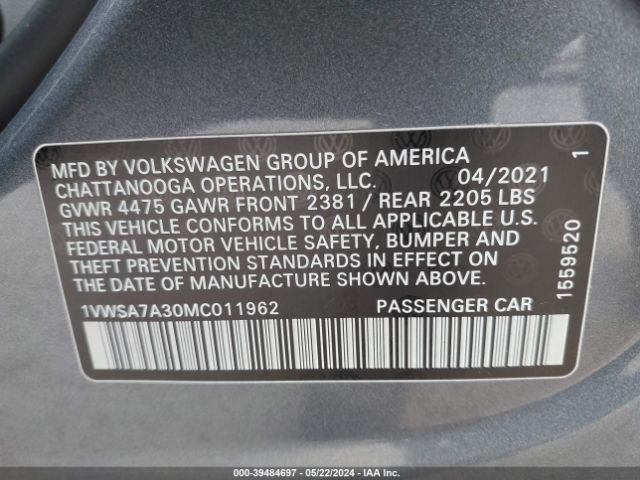 MFD BY VOLKSWAGEN GROUP OF AMERICA
CHATTANOOGA OPERATIONS, LLC. 04/2021
GVWR 4475 GAWR FRONT 2381 / REAR 2205 LBS
THIS VEHICLE CONFORMS TO ALL APPLICABLE U.S.
FEDERAL MOTOR VEHICLE SAFETY, BUMPER AND
THEFT PREVENTION STANDARDS IN EFFECT ON
THE DATE OF MANUFACTURE SHOWN ABOVE.
1VWSA7A30MC011962 PASSENGER CAR
1559520 1
000-39484697 - 05/22/2024 - IAAI.com